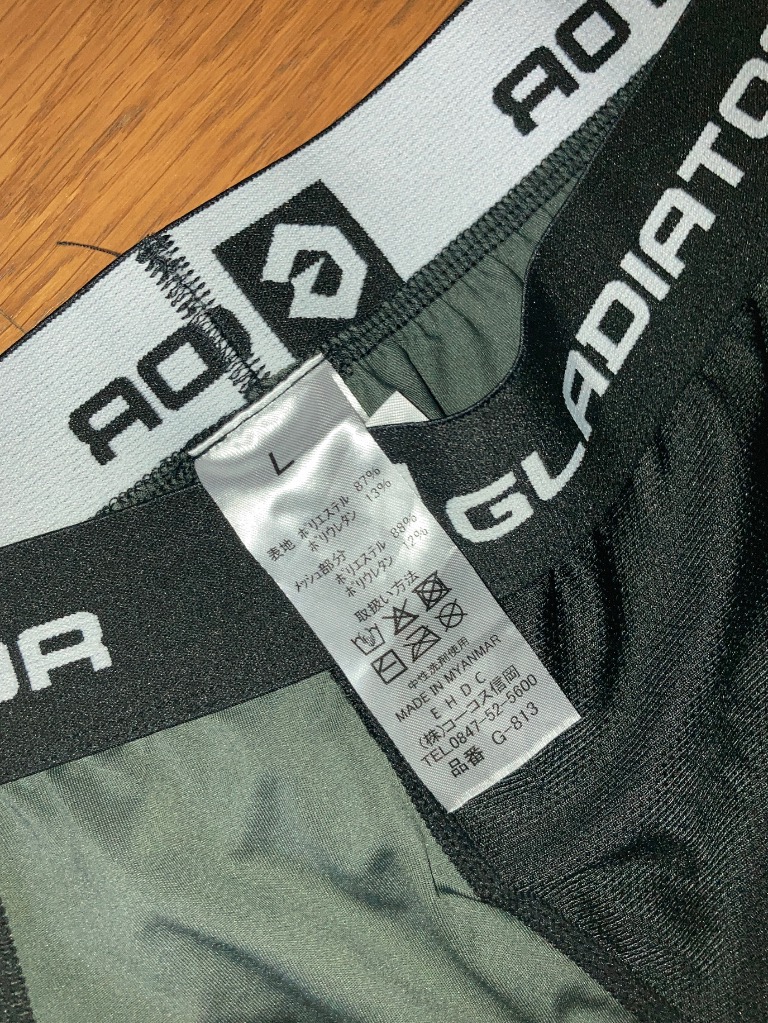 GLADIATOR
OR
L
表地 ポリエステル 87%
ポリウレタン 13%
メッシュ部分
ポリエステル 88%
ポリウレタン 12%
取扱い方法
中性洗剤使用
MADE IN MYANMAR
E H D C
(株)コーコス信岡
TEL0847-52-5600
品番 G-813